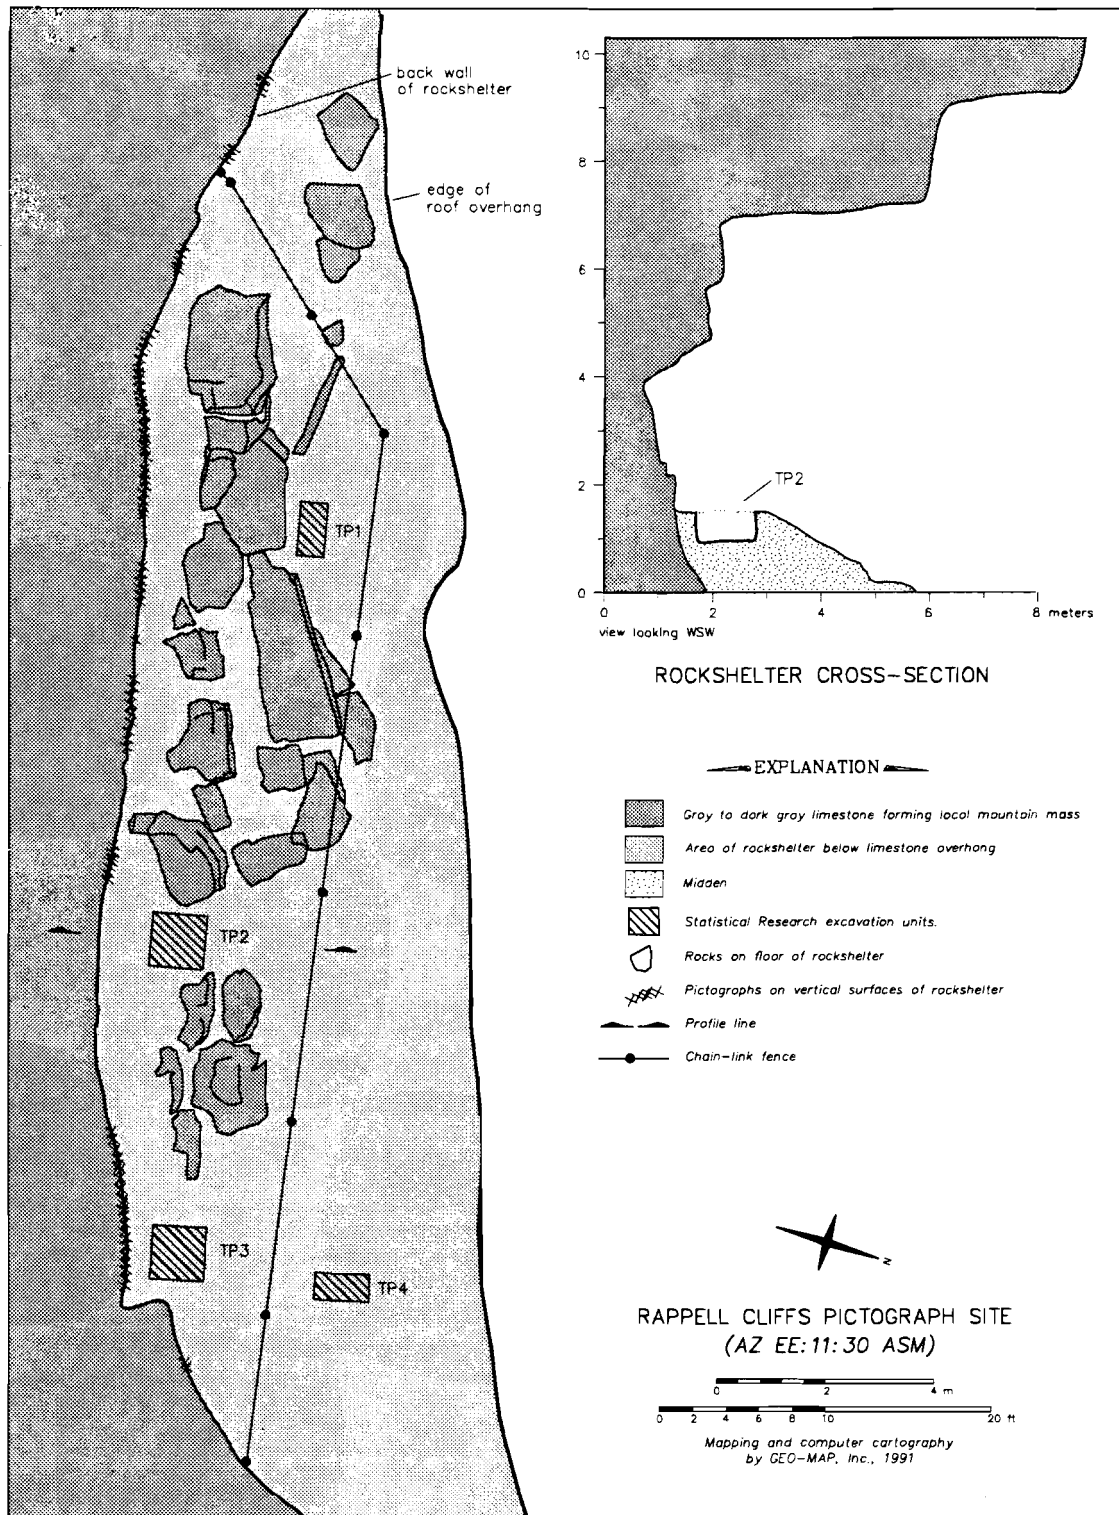 back wall
of rockshelter
edge of
roof overhang
TP1
TP2
TP3
TP4
10
8
6
4
2
0
TP2
0
2
4
6
8 meters
view looking WSW
ROCKSHELTER CROSS-SECTION
EXPLANATION
Gray to dark gray limestone forming local mountain mass
Area of rockshelter below limestone overhang
Midden
Statistical Research excavation units.
Rocks on floor of rockshelter
Pictographs on vertical surfaces of rockshelter
Profile line
Chain-link fence
N
RAPPELL CLIFFS PICTOGRAPH SITE
(AZ EE:11:30 ASM)
0 2 4 m
0 2 4 6 8 10 20 ft
Mapping and computer cartography
by GEO-MAP, Inc., 1991